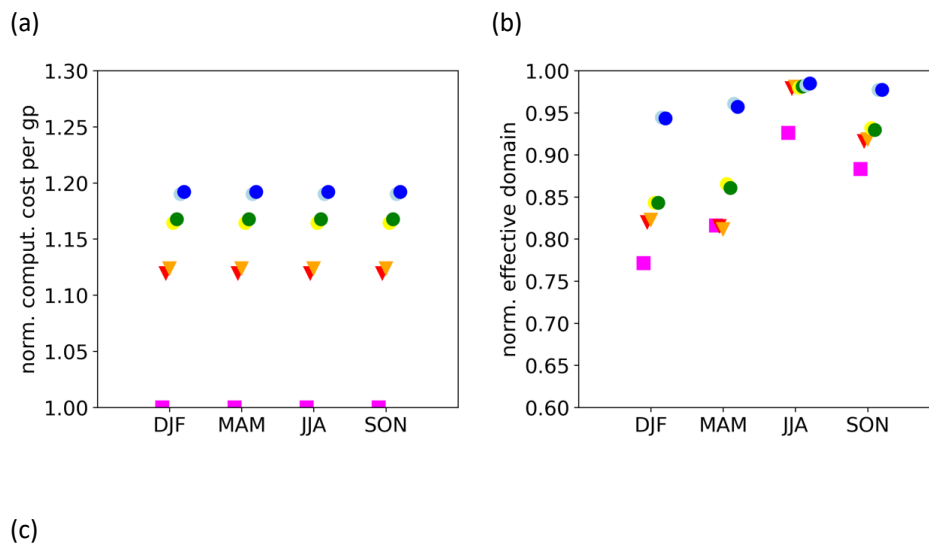 (a)
(b)
norm. comput. cost per gp
1.30
1.25
1.20
1.15
1.10
1.05
1.00
DJF MAM JJA SON
norm. effective domain
1.00
0.95
0.90
0.85
0.80
0.75
0.70
0.65
0.60
DJF MAM JJA SON
(c)